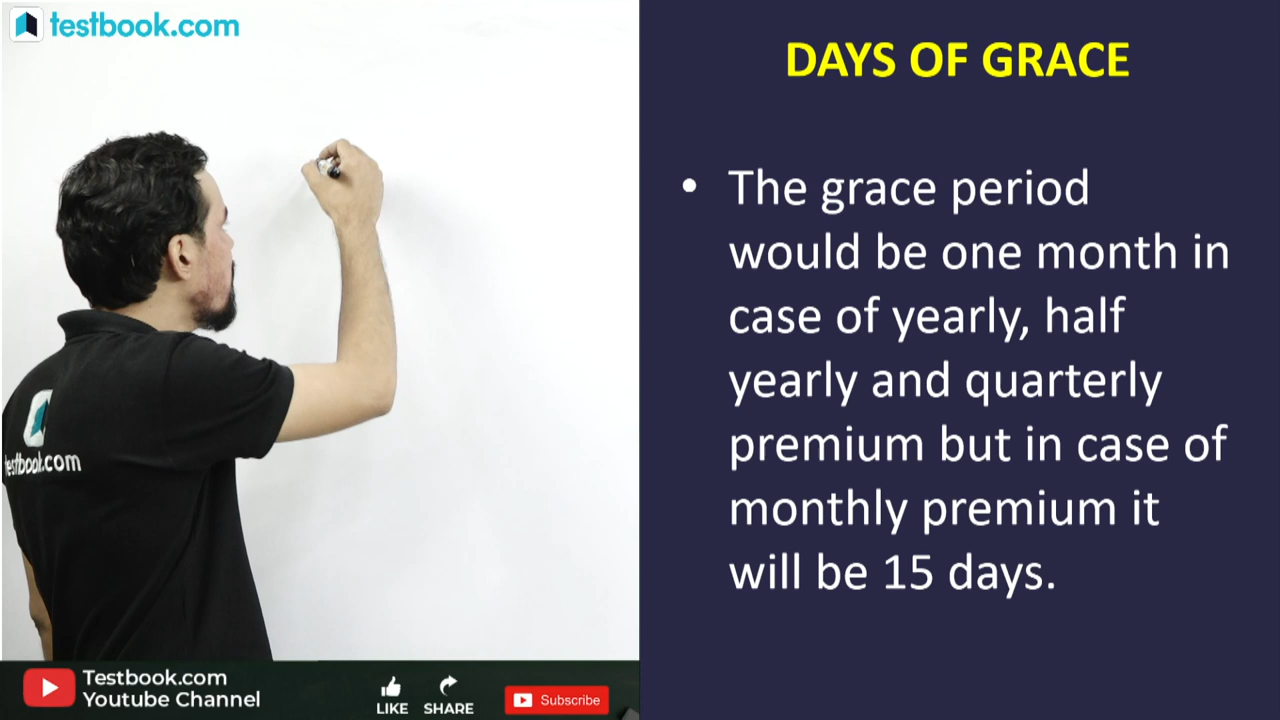 testbook.com
DAYS OF GRACE
• The grace period
would be one month in
case of yearly, half
yearly and quarterly
premium but in case of
monthly premium it
will be 15 days.
testbook.com
Testbook.com
Youtube Channel
LIKE
SHARE
Subscribe